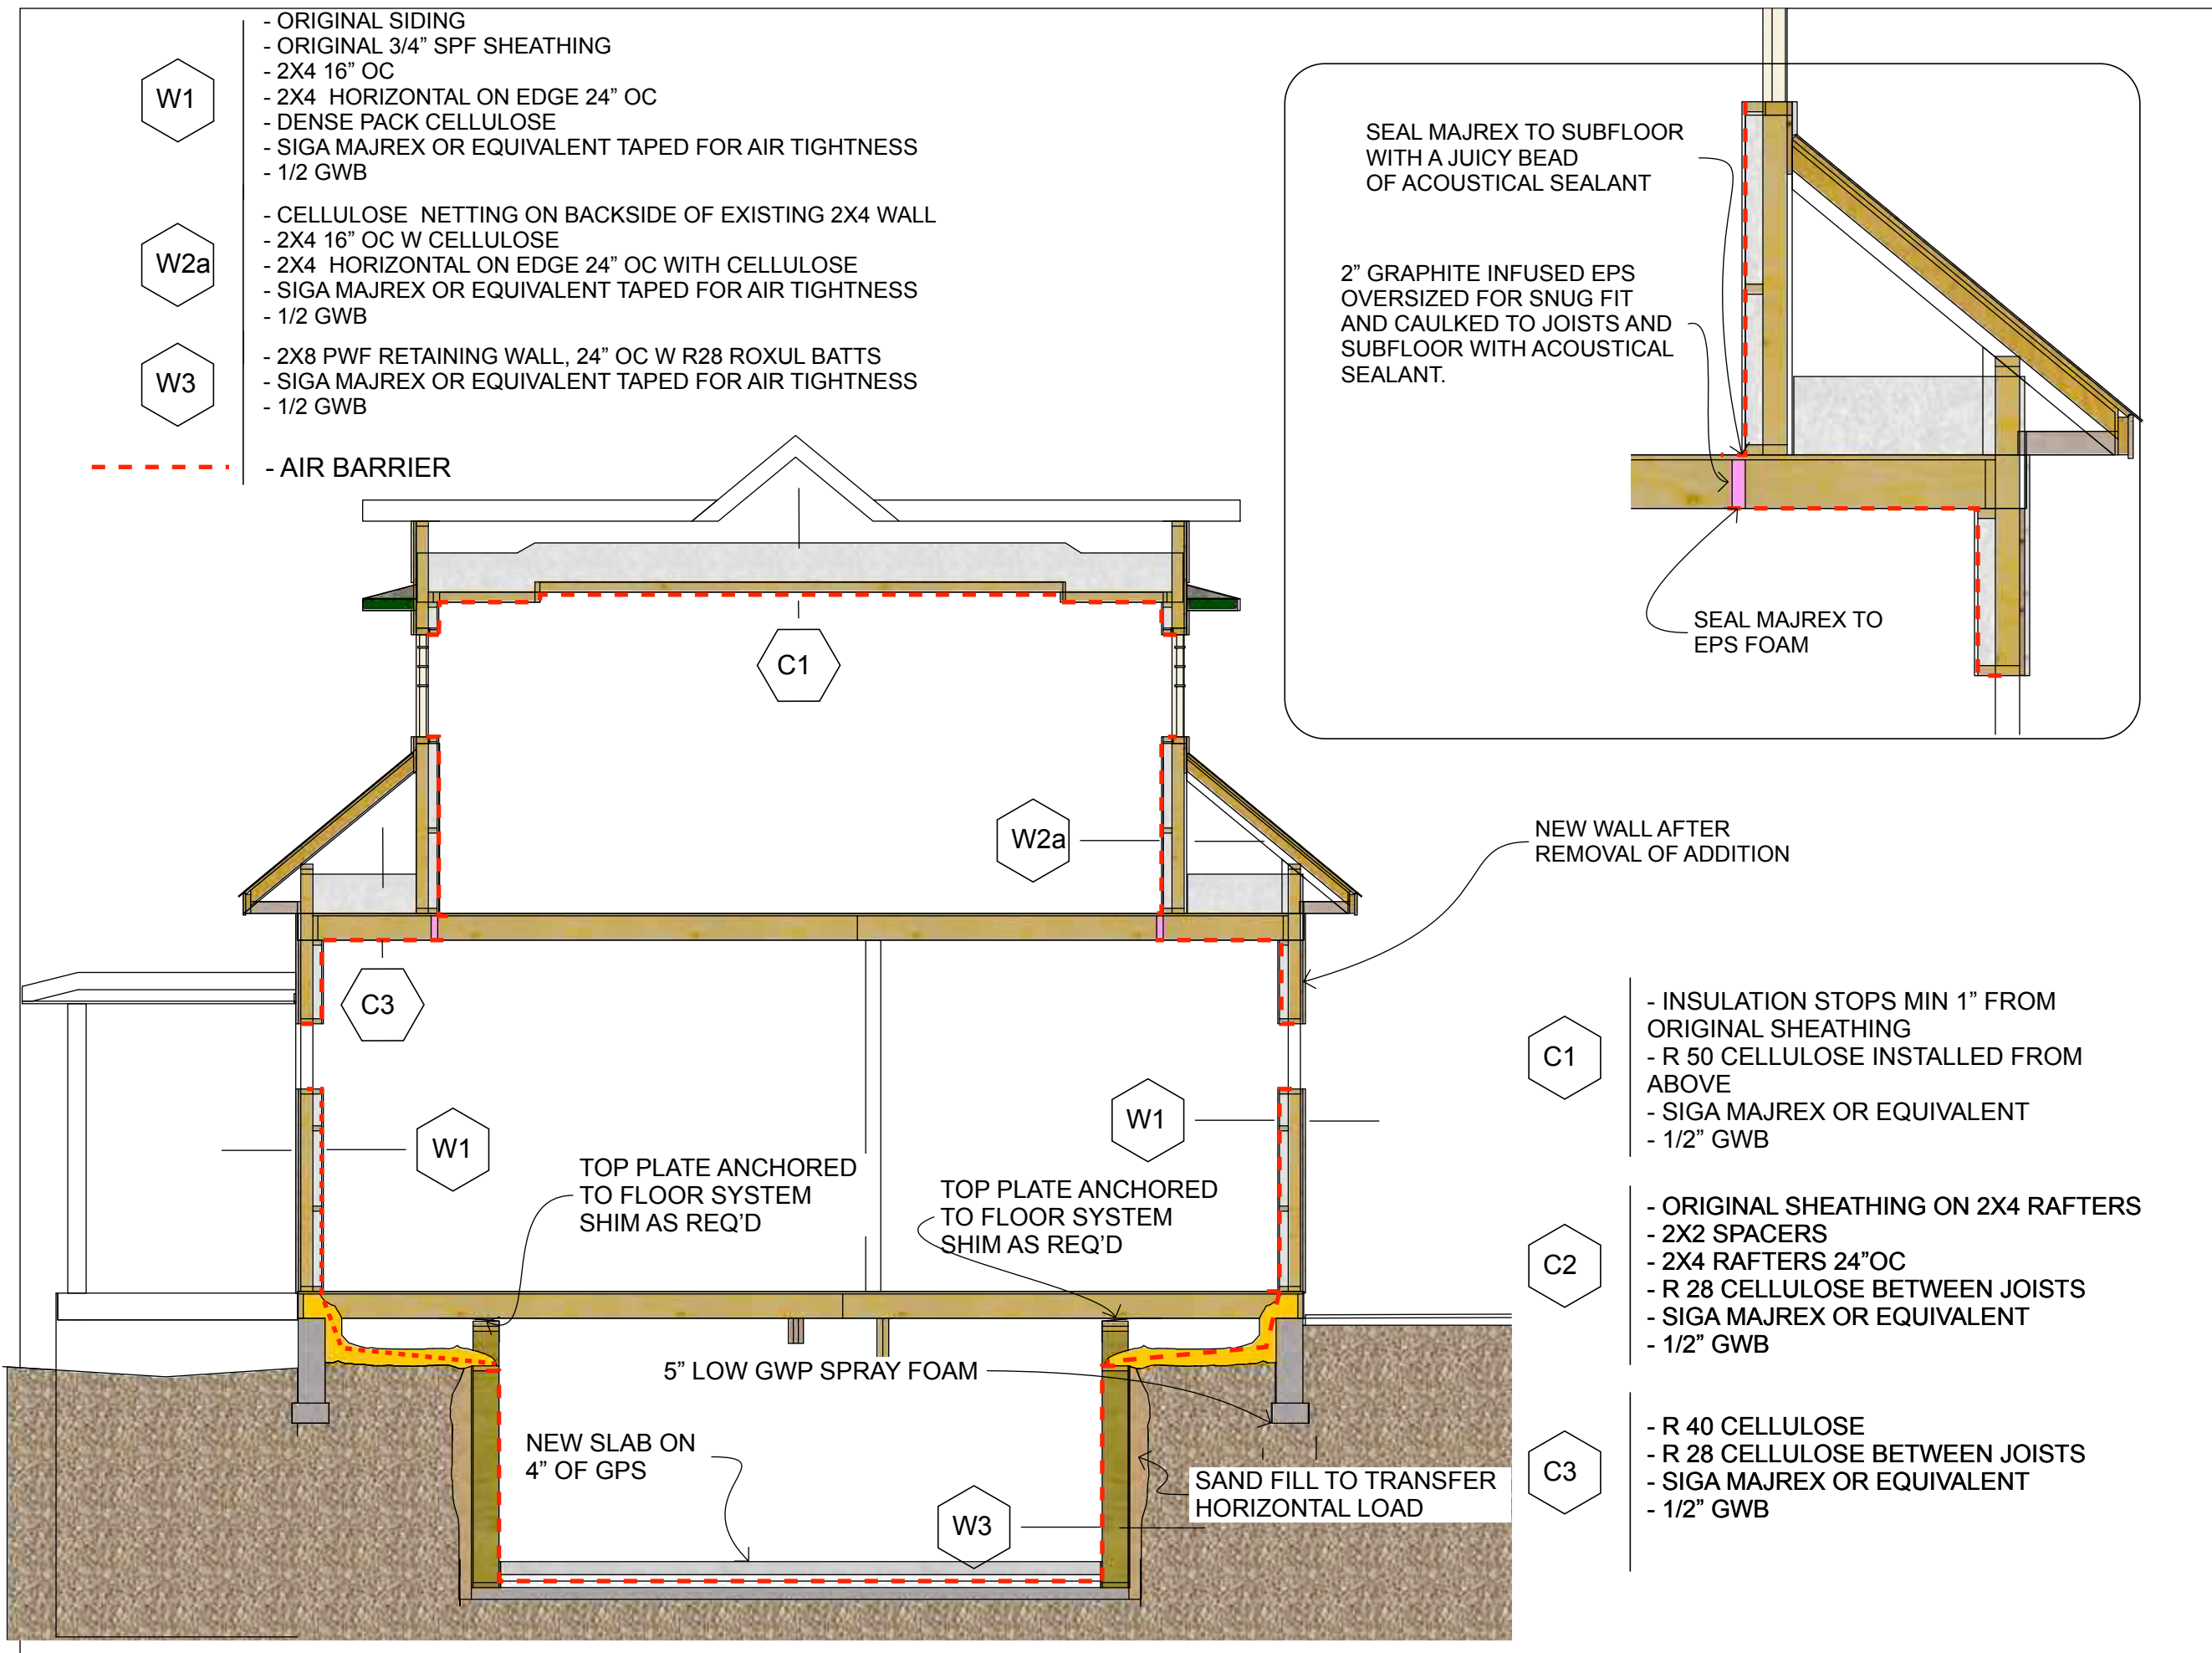 W1
- ORIGINAL SIDING
- ORIGINAL 3/4” SPF SHEATHING
- 2X4 16” OC
- 2X4 HORIZONTAL ON EDGE 24” OC
- DENSE PACK CELLULOSE
- SIGA MAJREX OR EQUIVALENT TAPED FOR AIR TIGHTNESS
- 1/2 GWB
W2a
- CELLULOSE NETTING ON BACKSIDE OF EXISTING 2X4 WALL
- 2X4 16” OC W CELLULOSE
- 2X4 HORIZONTAL ON EDGE 24” OC WITH CELLULOSE
- SIGA MAJREX OR EQUIVALENT TAPED FOR AIR TIGHTNESS
- 1/2 GWB
W3
- 2X8 PWF RETAINING WALL, 24” OC W R28 ROXUL BATTS
- SIGA MAJREX OR EQUIVALENT TAPED FOR AIR TIGHTNESS
- 1/2 GWB
- AIR BARRIER
SEAL MAJREX TO SUBFLOOR
WITH A JUICY BEAD
OF ACOUSTICAL SEALANT
2” GRAPHITE INFUSED EPS
OVERSIZED FOR SNUG FIT
AND CAULKED TO JOISTS AND
SUBFLOOR WITH ACOUSTICAL
SEALANT.
SEAL MAJREX TO
EPS FOAM
C1
W2a
NEW WALL AFTER
REMOVAL OF ADDITION
C3
W1
W1
TOP PLATE ANCHORED
TO FLOOR SYSTEM
SHIM AS REQ’D
TOP PLATE ANCHORED
TO FLOOR SYSTEM
SHIM AS REQ’D
5” LOW GWP SPRAY FOAM
NEW SLAB ON
4” OF GPS
W3
SAND FILL TO TRANSFER
HORIZONTAL LOAD
C1
- INSULATION STOPS MIN 1” FROM
ORIGINAL SHEATHING
- R 50 CELLULOSE INSTALLED FROM
ABOVE
- SIGA MAJREX OR EQUIVALENT
- 1/2” GWB
C2
- ORIGINAL SHEATHING ON 2X4 RAFTERS
- 2X2 SPACERS
- 2X4 RAFTERS 24”OC
- R 28 CELLULOSE BETWEEN JOISTS
- SIGA MAJREX OR EQUIVALENT
- 1/2” GWB
C3
- R 40 CELLULOSE
- R 28 CELLULOSE BETWEEN JOISTS
- SIGA MAJREX OR EQUIVALENT
- 1/2” GWB